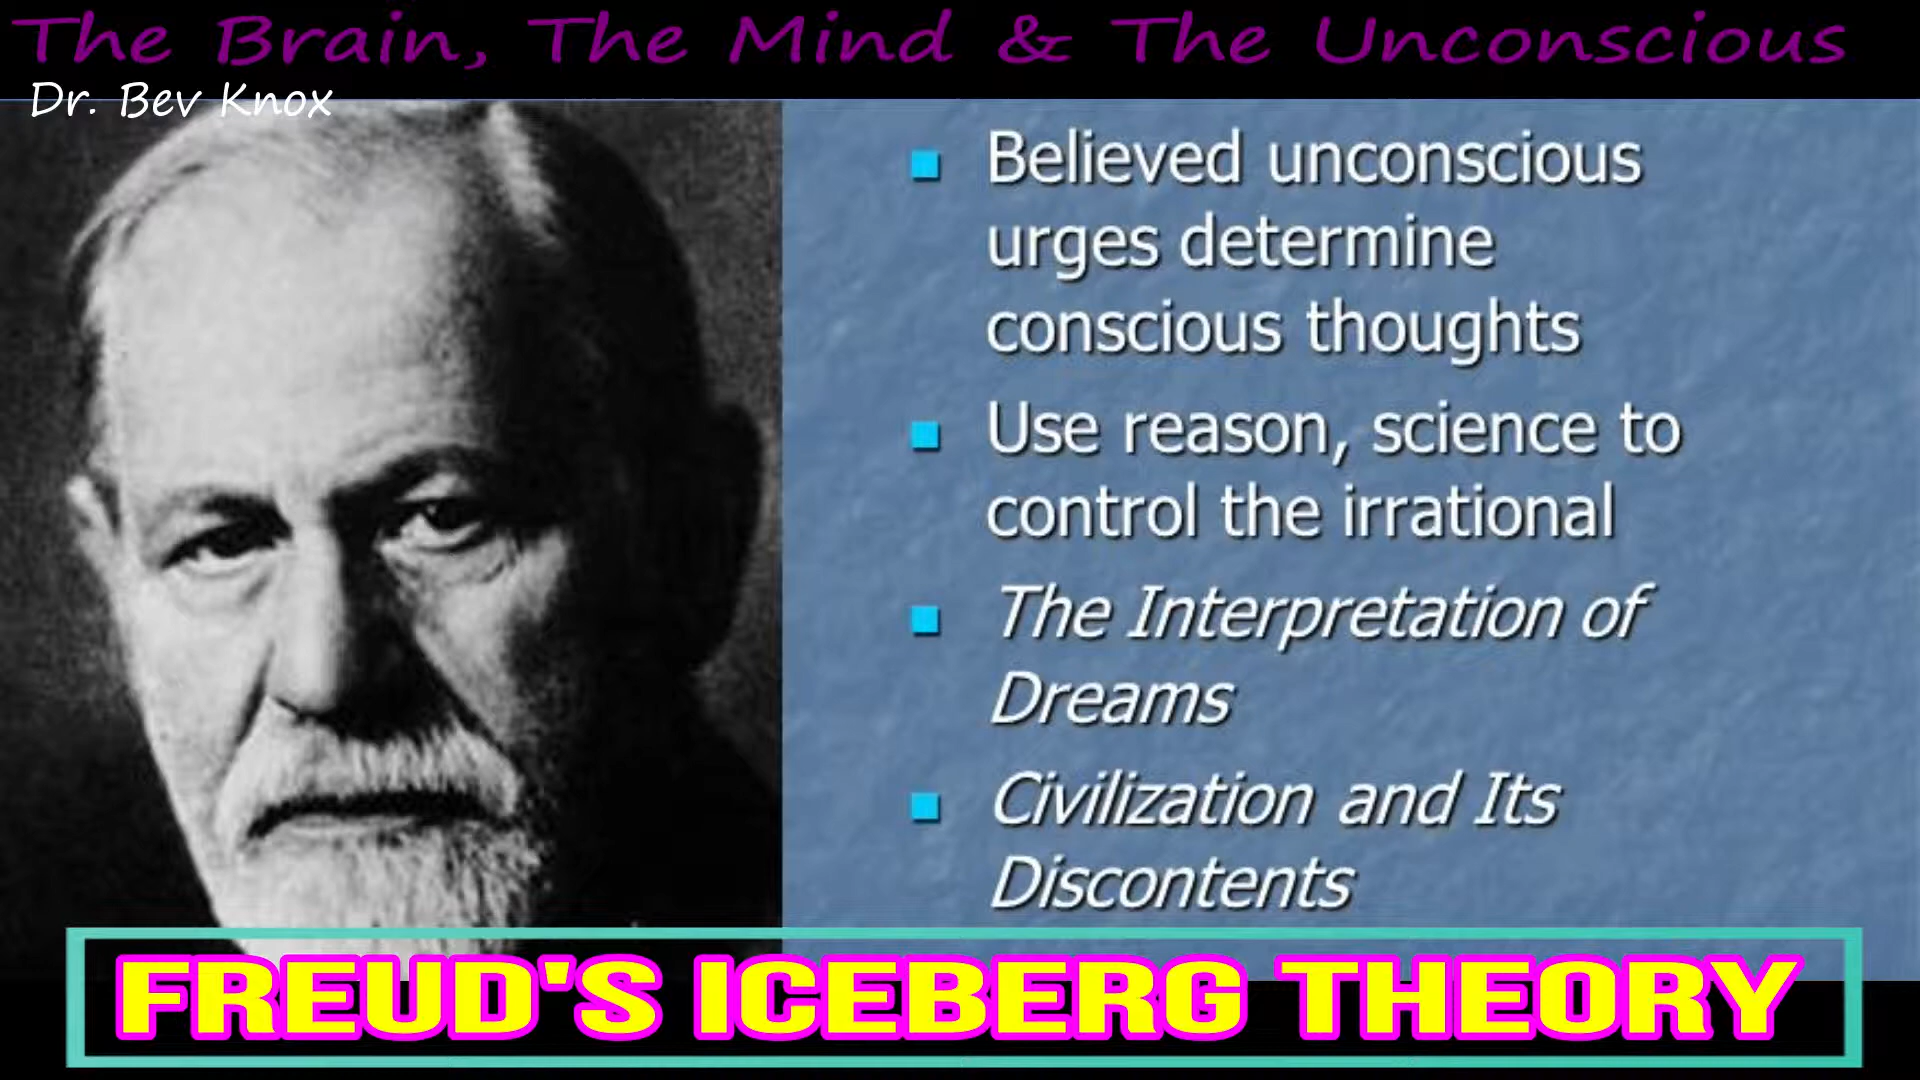 The Brain, The Mind & The Unconscious
Dr. Bev Knox
Believed unconscious
urges determine
conscious thoughts
Use reason, science to
control the irrational
The Interpretation of
Dreams
Civilization and Its
Discontents
FREUD'S ICEBERG THEORY